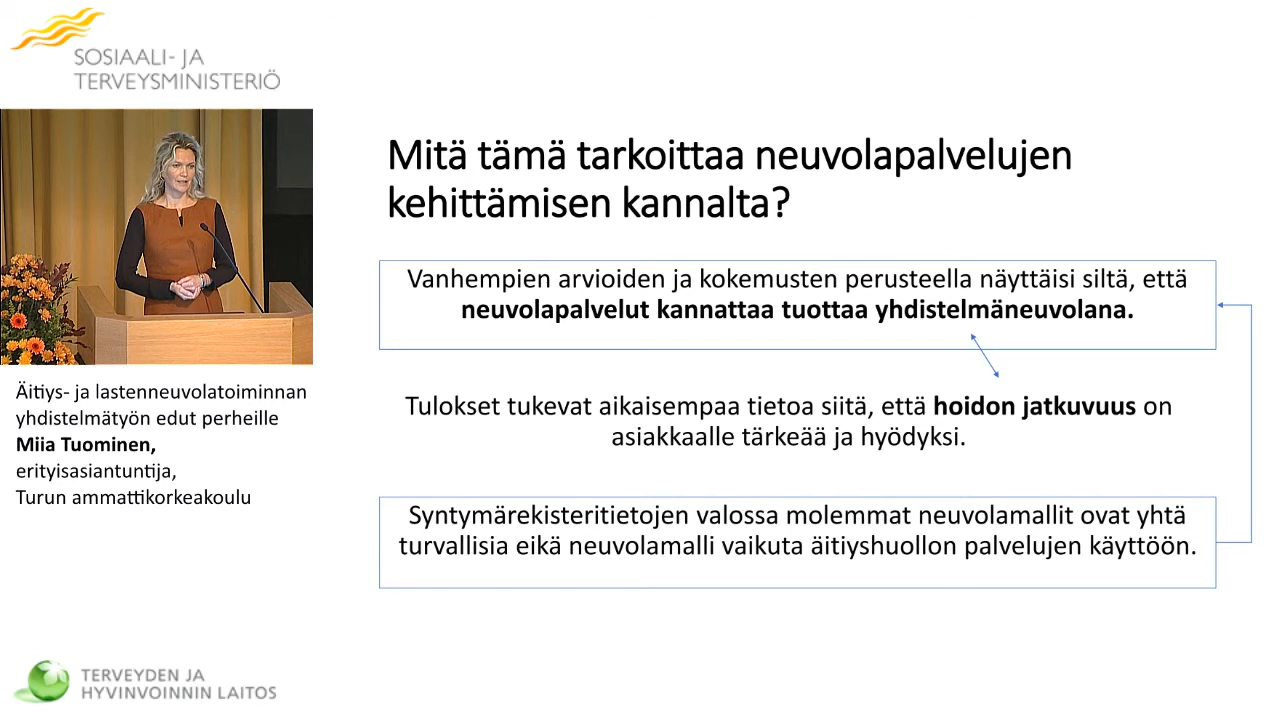 SOSIAALI- JA
TERVEYSMINISTERIÖ
Äitiys- ja lastenneuvolatoiminnan
yhdistelmätyön edut perheille
Miia Tuominen,
erityisasiantuntija,
Turun ammattikorkeakoulu
Mitä tämä tarkoittaa neuvolapalvelujen
kehittämisen kannalta?
Vanhempien arvioiden ja kokemusten perusteella näyttäisi siltä, että
neuvolapalvelut kannattaa tuottaa yhdistelmäneuvolana.
Tulokset tukevat aikaisempaa tietoa siitä, että hoidon jatkuvuus on
asiakkaalle tärkeää ja hyödyksi.
Syntymärekisteritietojen valossa molemmat neuvolamallit ovat yhtä
turvallisia eikä neuvolamalli vaikuta äitiyshuollon palvelujen käyttöön.
TERVEYDEN JA
HYVINVOINNIN LAITOS